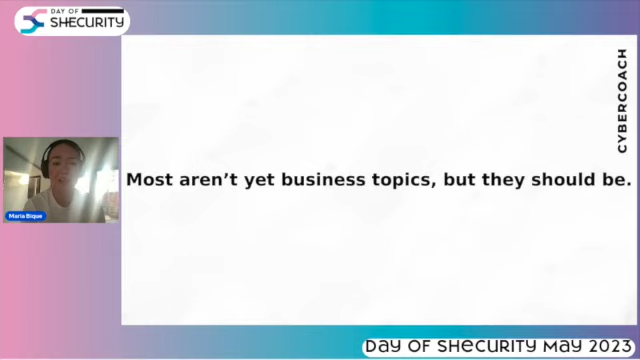 DAY OF
SHECURITY
CYBERCOACH
Most aren't yet business topics, but they should be.
Maria Bique
Day of Shecurity May 2023